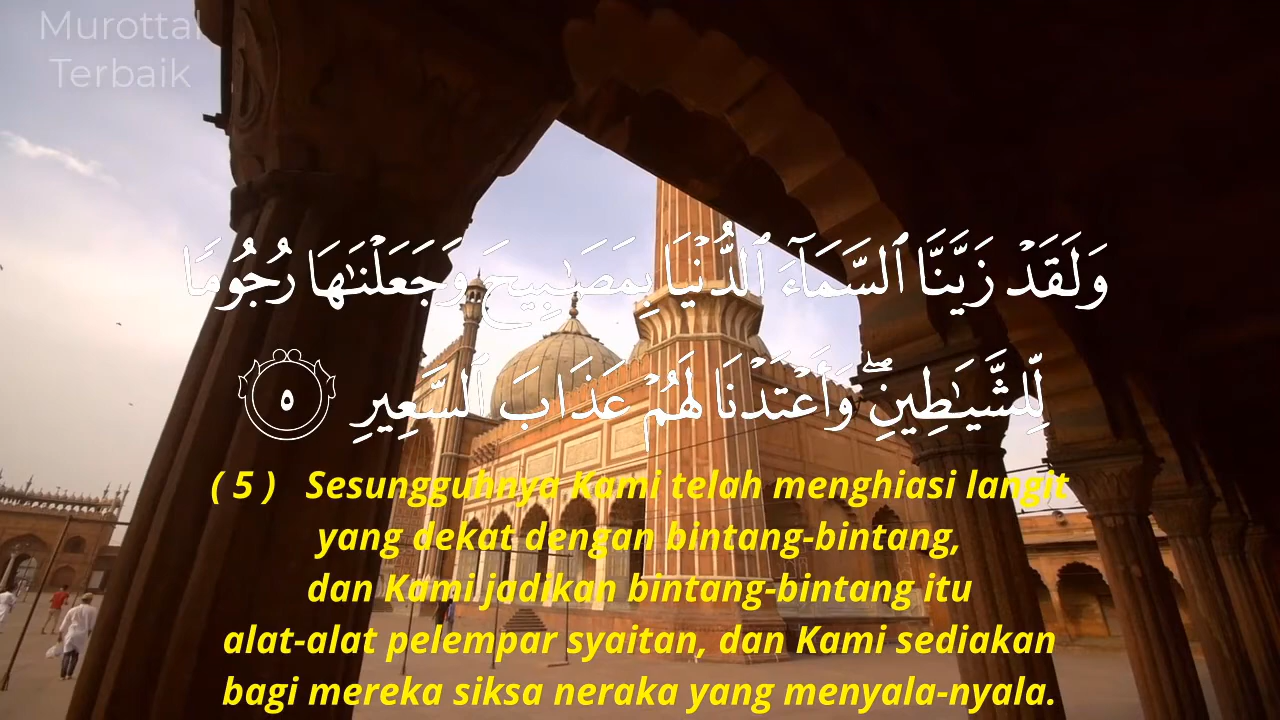 Murottal
Terbaik
وَلَقَدْ زَيَّنَّا ٱلسَّمَآءَ ٱلدُّنْيَا بِمَصَٰبِيحَ وَجَعَلْنَٰهَا رُجُومًا
لِّلشَّيَٰطِينِ ۖ وَأَعْتَدْنَا لَهُمْ عَذَابَ ٱلسَّعِيرِ ٥
( 5 ) Sesungguhnya Kami telah menghiasi langit
yang dekat dengan bintang-bintang,
dan Kami jadikan bintang-bintang itu
alat-alat pelempar syaitan, dan Kami sediakan
bagi mereka siksa neraka yang menyala-nyala.